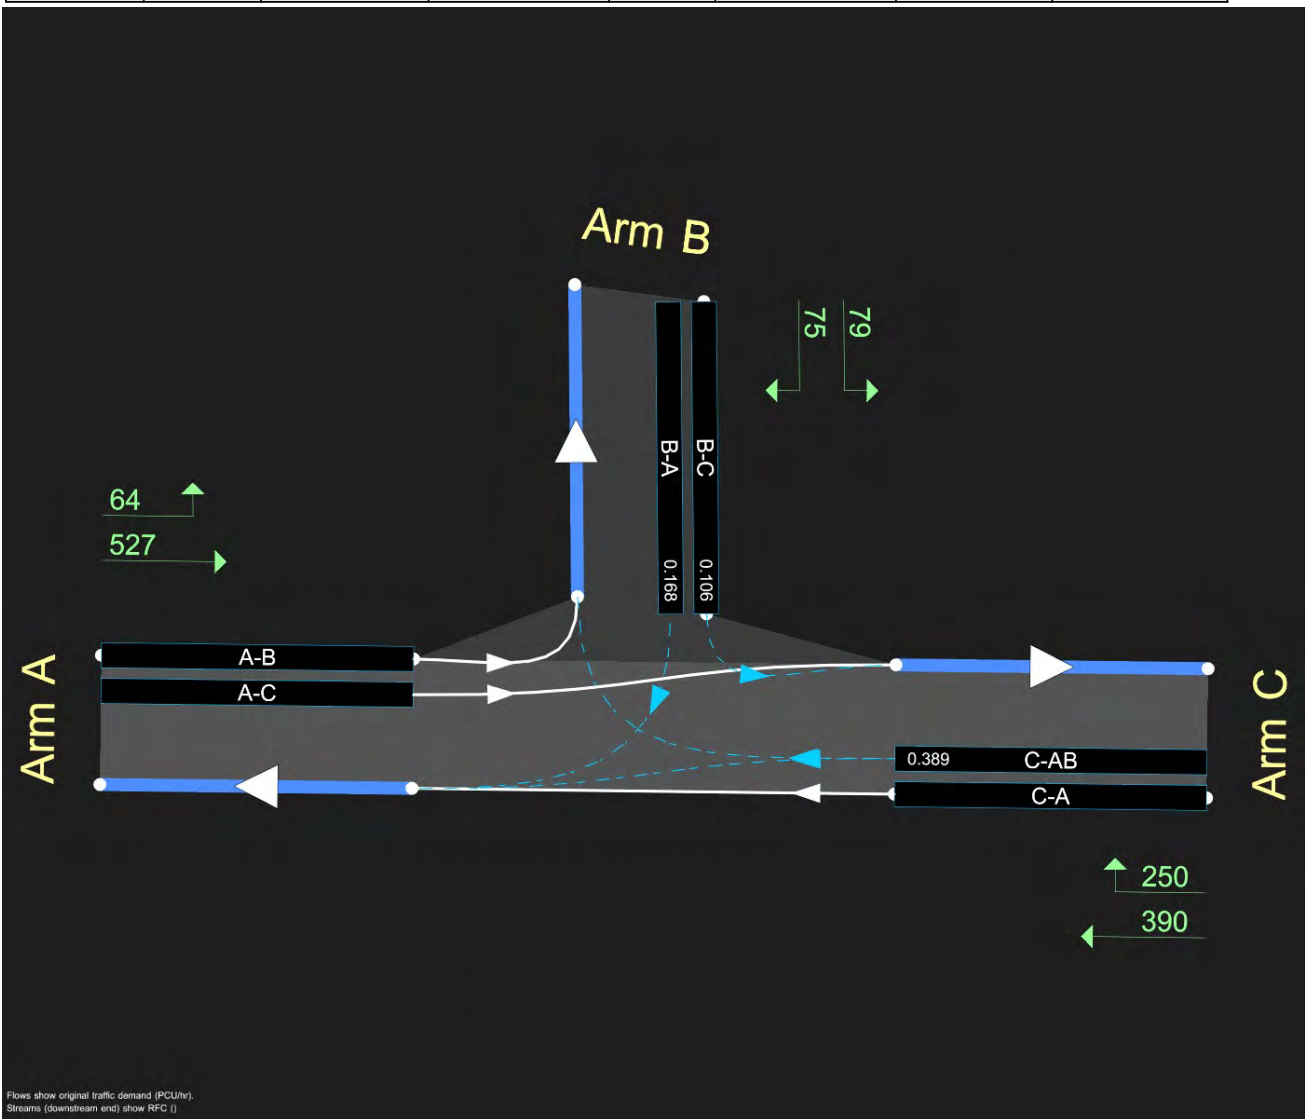 Arm B
75
79
B-A
B-C
64
527
0.168
0.106
A-B
A-C
Arm A
Arm C
0.389 C-AB
C-A
250
390
Flows show original traffic demand (PCU/hr).
Streams (downstream end) show RFC ()